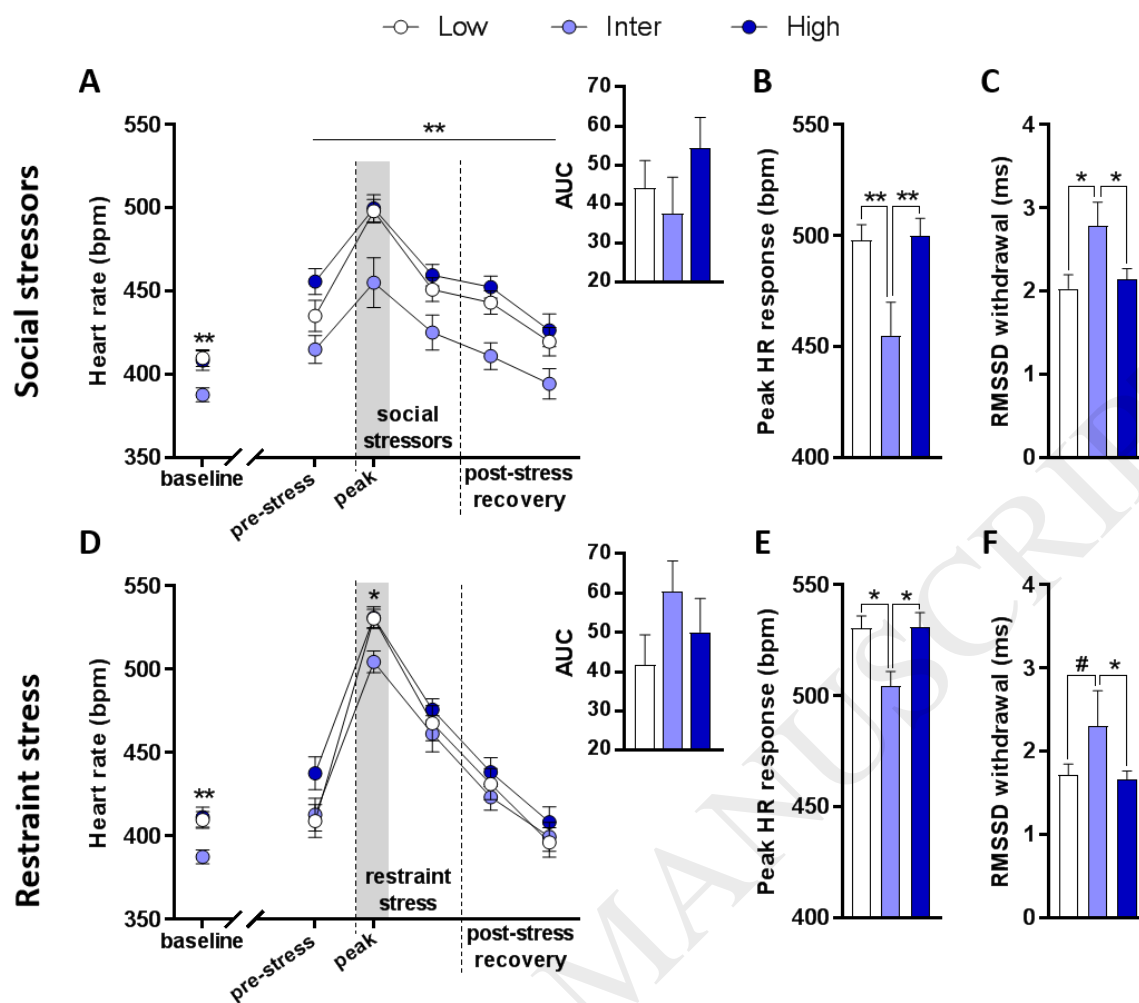 Low Inter High
Social stressors
A
550
500
450
400
350
Heart rate (bpm)
**
**
social
stressors
baseline
pre-stress
peak
post-stress
recovery
70
60
50
40
30
20
AUC
B
550
500
450
400
Peak HR response (bpm)
** **
C
4
3
2
1
0
RMSSD withdrawal (ms)
* *
Restraint stress
D
550
500
450
400
350
Heart rate (bpm)
**
*
restraint
stress
baseline
pre-stress
peak
post-stress
recovery
70
60
50
40
30
20
AUC
E
550
500
450
400
Peak HR response (bpm)
* *
F
4
3
2
1
0
RMSSD withdrawal (ms)
# *
MANUSCRIP